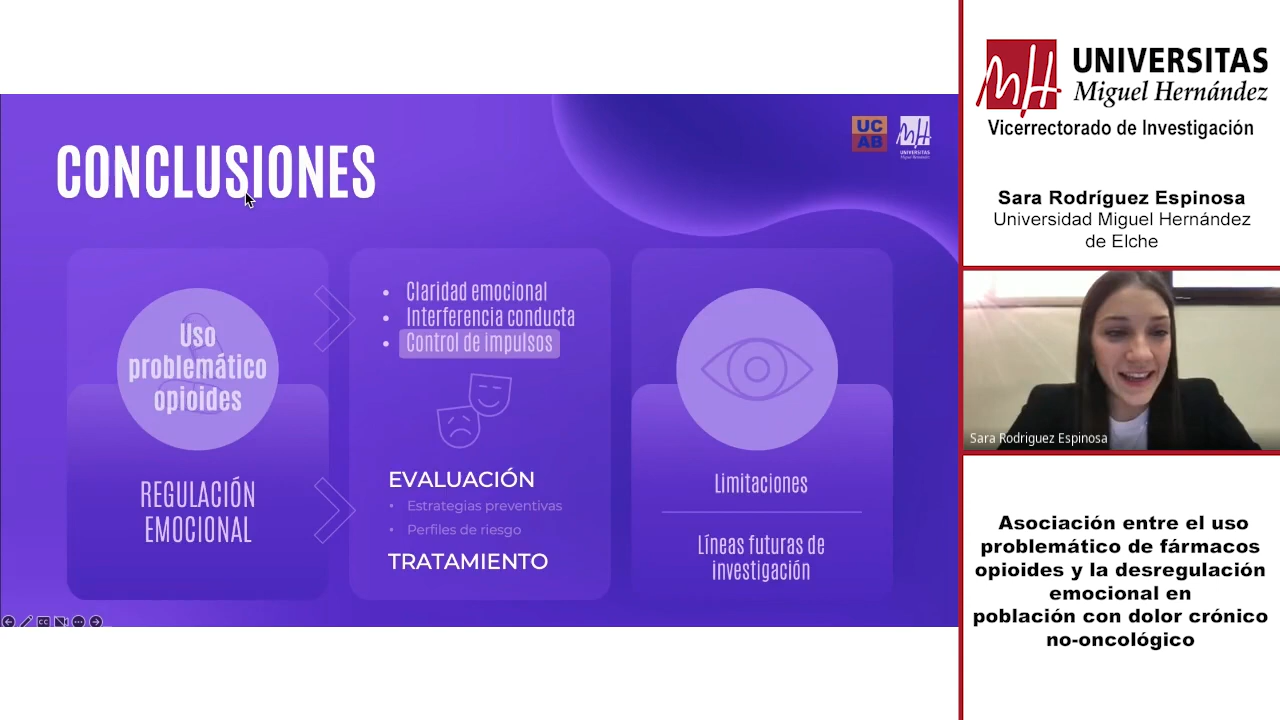 CONCLUSIONES
UC
AB
UNIVERSITAS
Miguel Hernández
Uso
problemático
opioides
REGULACIÓN
EMOCIONAL
• Claridad emocional
• Interferencia conducta
• Control de impulsos
EVALUACIÓN
• Estrategias preventivas
• Perfiles de riesgo
TRATAMIENTO
Limitaciones
Líneas futuras de
investigación
UNIVERSITAS
Miguel Hernández
Vicerrectorado de Investigación
Sara Rodríguez Espinosa
Universidad Miguel Hernández
de Elche
Sara Rodriguez Espinosa
Asociación entre el uso
problemático de fármacos
opioides y la desregulación
emocional en
población con dolor crónico
no-oncológico